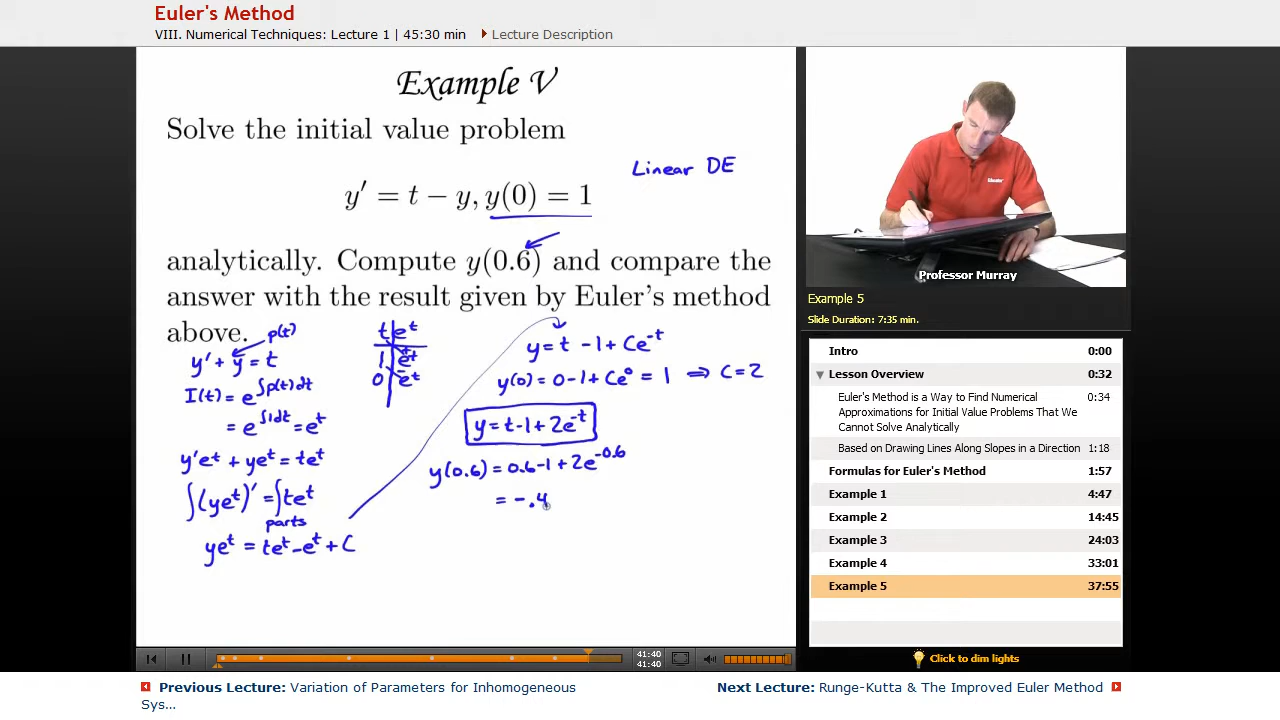 Euler's Method
VIII. Numerical Techniques: Lecture 1 | 45:30 min Lecture Description
Example V
Solve the initial value problem
Linear DE
y′ = t − y, y(0) = 1
analytically. Compute y(0.6) and compare the
answer with the result given by Euler's method
above.
p(t)
y' + y = t
I(t) = e^∫p(t)dt
= e^∫1dt = e^t
y'e^t + ye^t = te^t
∫(ye^t)' = ∫te^t
parts
ye^t = te^t - e^t + C
t e^t
1 e^t
0 e^t
y = t - 1 + Ce^-t
y(0) = 0-1 + Ce^0 = 1 ⇒ C = 2
y = t-1 + 2e^-t
y(0.6) = 0.6-1 + 2e^-0.6
= -.4
Professor Murray
Example 5
Slide Duration: 7:35 min
Intro 0:00
Lesson Overview 0:32
Euler's Method is a Way to Find Numerical 0:34
Approximations for Initial Value Problems That We
Cannot Solve Analytically
Based on Drawing Lines Along Slopes in a Direction 1:18
Formulas for Euler's Method 1:57
Example 1 4:47
Example 2 14:45
Example 3 24:03
Example 4 33:01
Example 5 37:55
41:40
41:40
Click to dim lights
Previous Lecture: Variation of Parameters for Inhomogeneous
Sys...
Next Lecture: Runge-Kutta & The Improved Euler Method